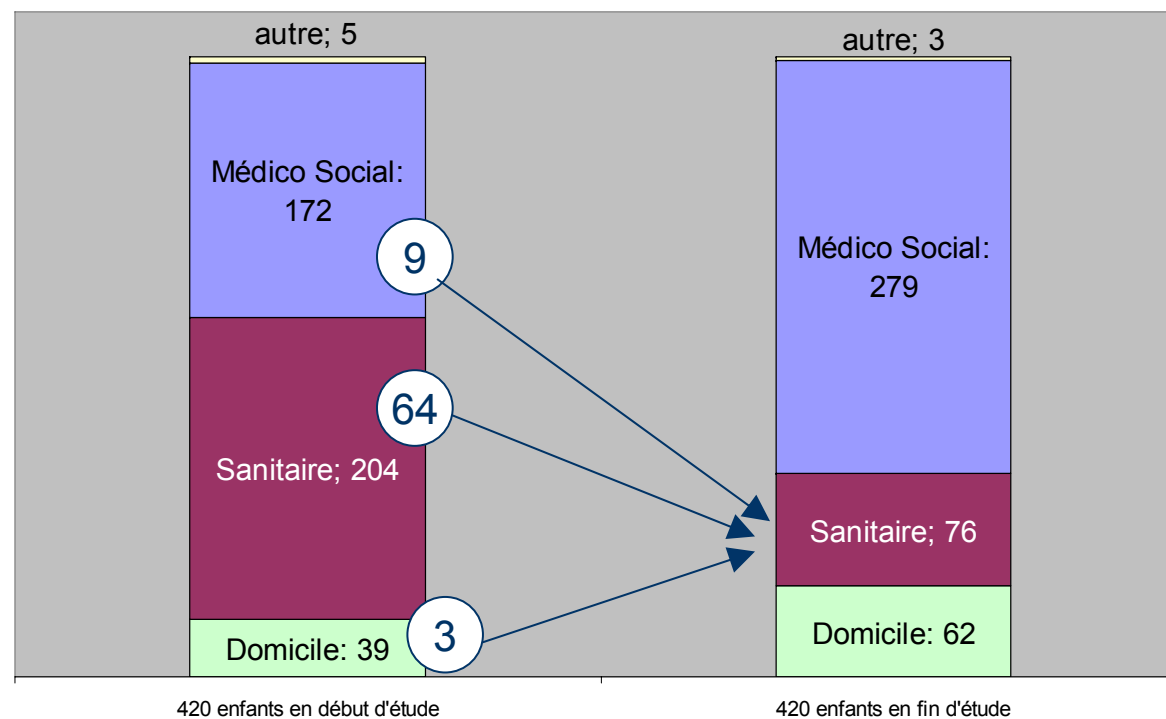 autre; 5
Médico Social:
172
9
64
Sanitaire; 204
3
Domicile: 39
420 enfants en début d'étude
autre; 3
Médico Social:
279
Sanitaire; 76
Domicile: 62
420 enfants en fin d'étude